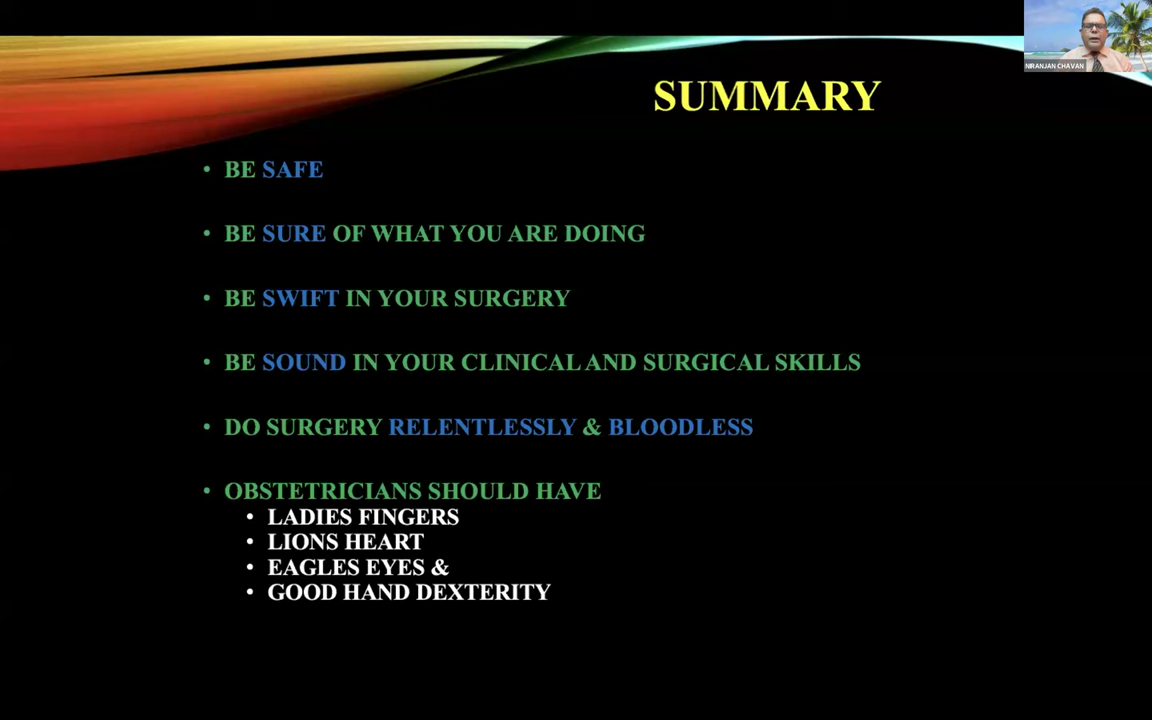 NIRANJAN CHAVAN
SUMMARY
• BE SAFE
• BE SURE OF WHAT YOU ARE DOING
• BE SWIFT IN YOUR SURGERY
• BE SOUND IN YOUR CLINICAL AND SURGICAL SKILLS
• DO SURGERY RELENTLESSLY & BLOODLESS
• OBSTETRICIANS SHOULD HAVE
• LADIES FINGERS
• LIONS HEART
• EAGLES EYES &
• GOOD HAND DEXTERITY